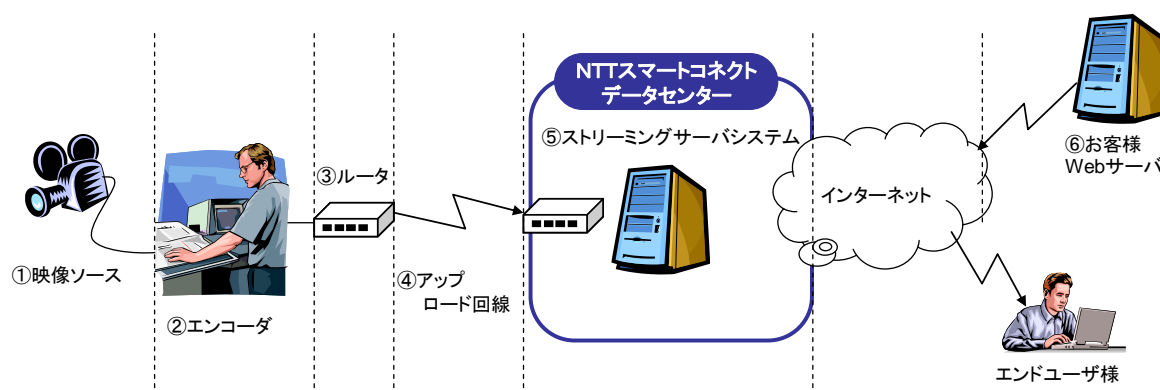 NTTスマートコネクト
データセンター
①映像ソース
②エンコーダ
③ルータ
④アップ
ロード回線
⑤ストリーミングサーバシステム
インターネット
⑥お客様
Webサーバ
エンドユーザ様